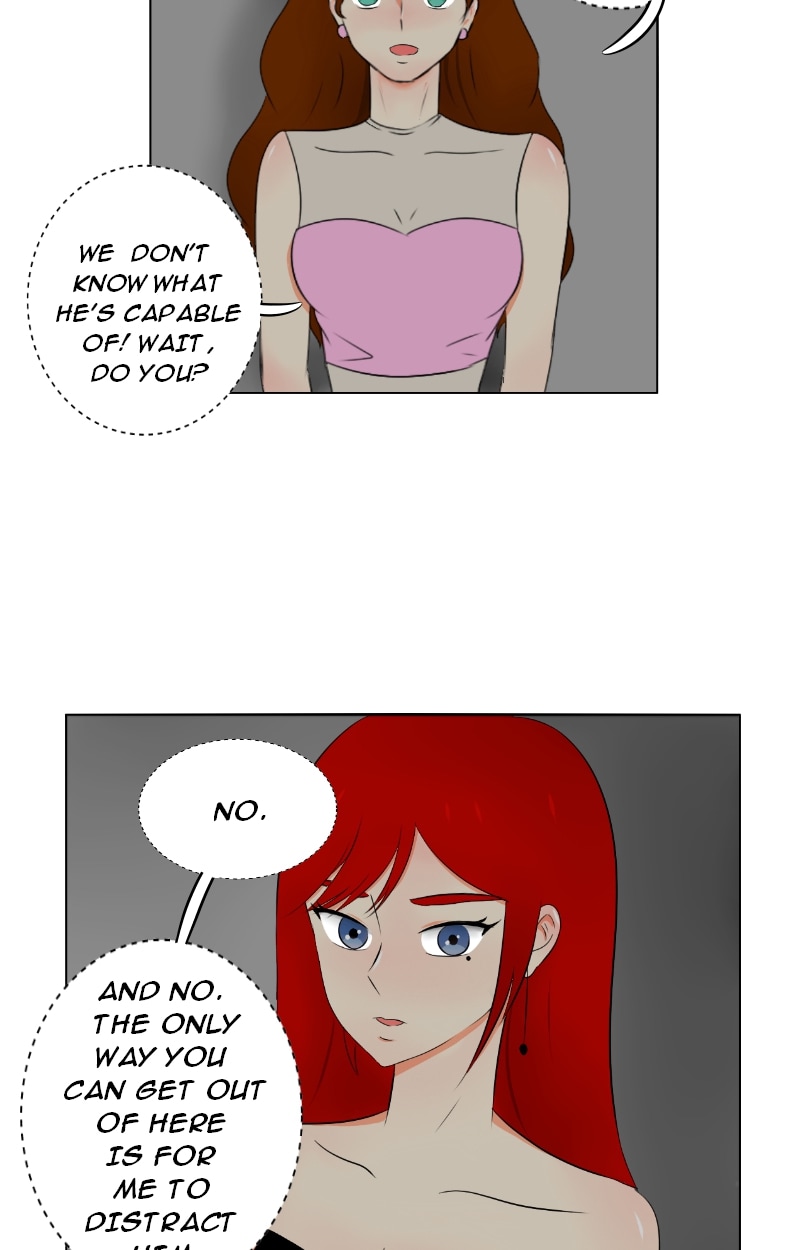 WE DON'T
KNOW WHAT
HE'S CAPABLE
OF! WAIT,
DO YOU?
NO.
AND NO.
THE ONLY
WAY YOU
CAN GET OUT
OF HERE
IS FOR
ME TO
DISTRACT
HIM